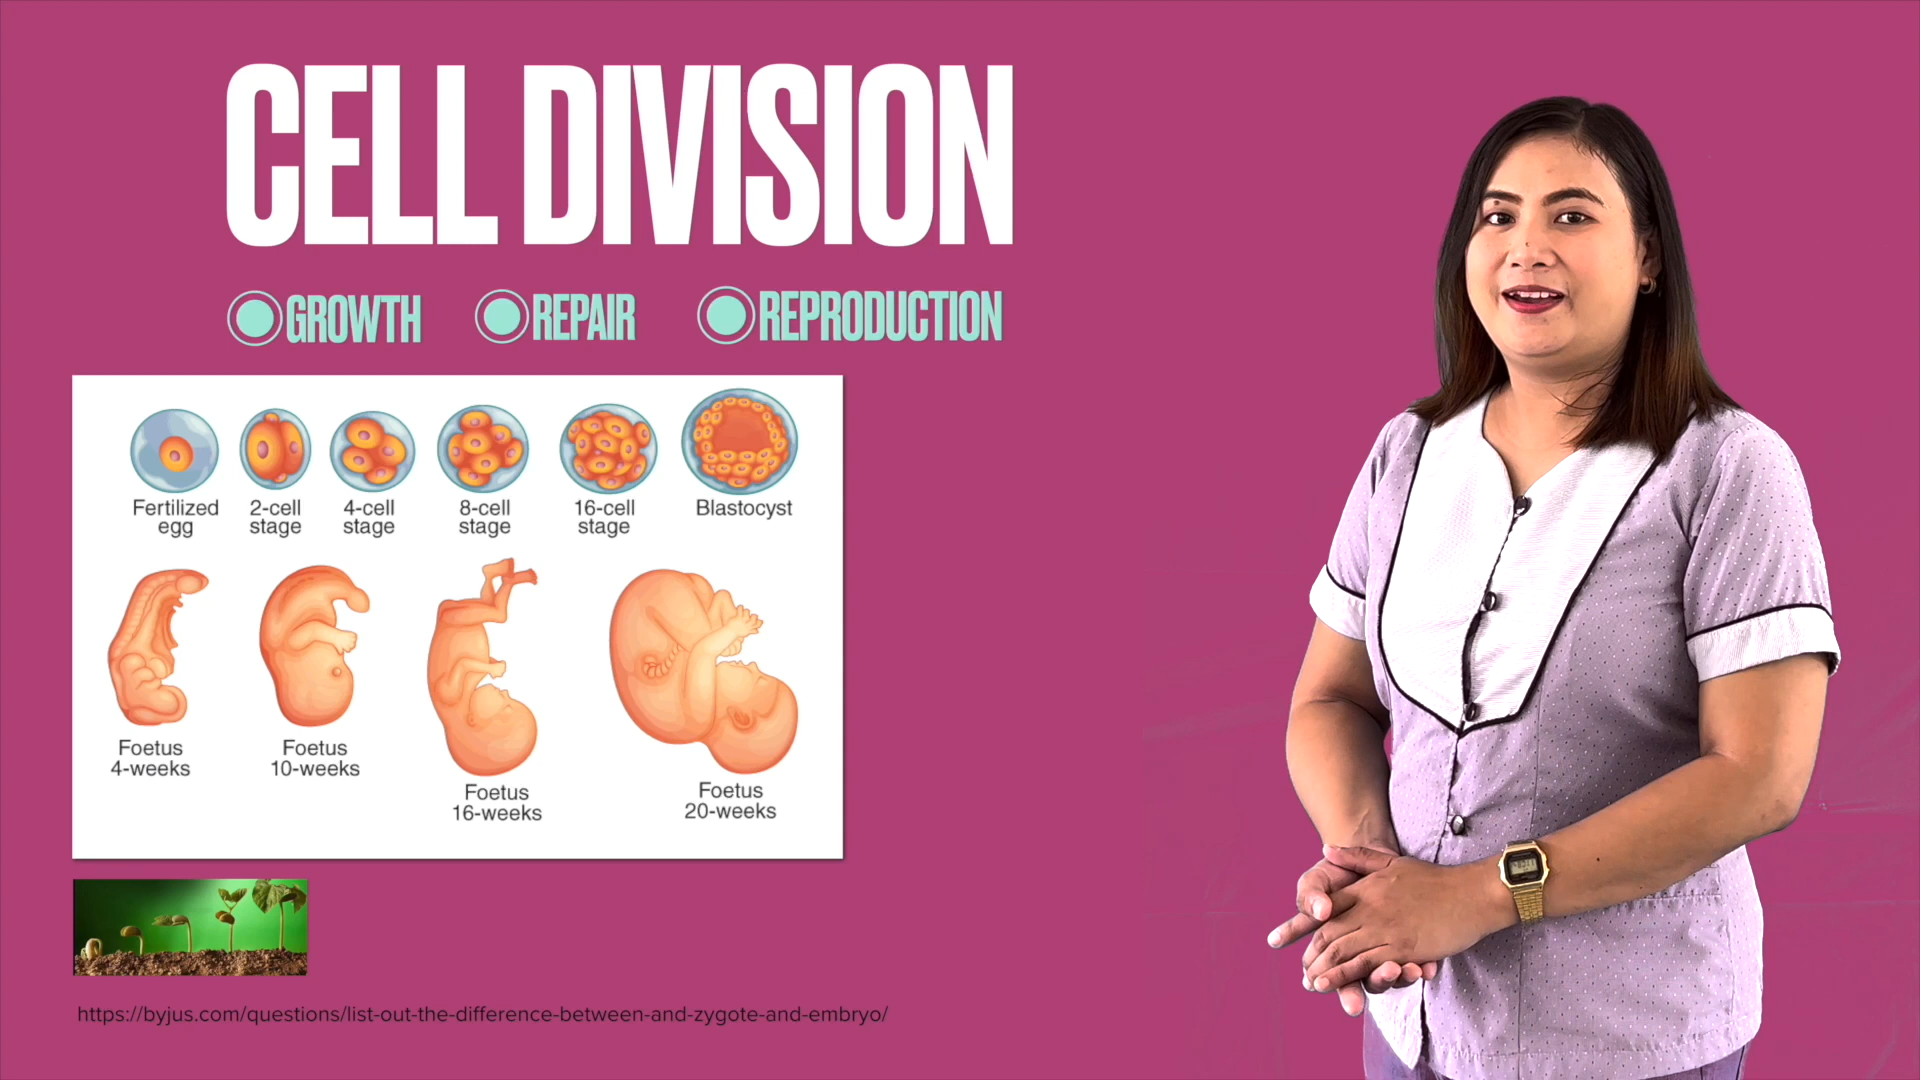 CELL DIVISION
GROWTH
REPAIR
REPRODUCTION
Fertilized
egg
2-cell
stage
4-cell
stage
8-cell
stage
16-cell
stage
Blastocyst
Foetus
4-weeks
Foetus
10-weeks
Foetus
16-weeks
Foetus
20-weeks
https://byjus.com/questions/list-out-the-difference-between-and-zygote-and-embryo/